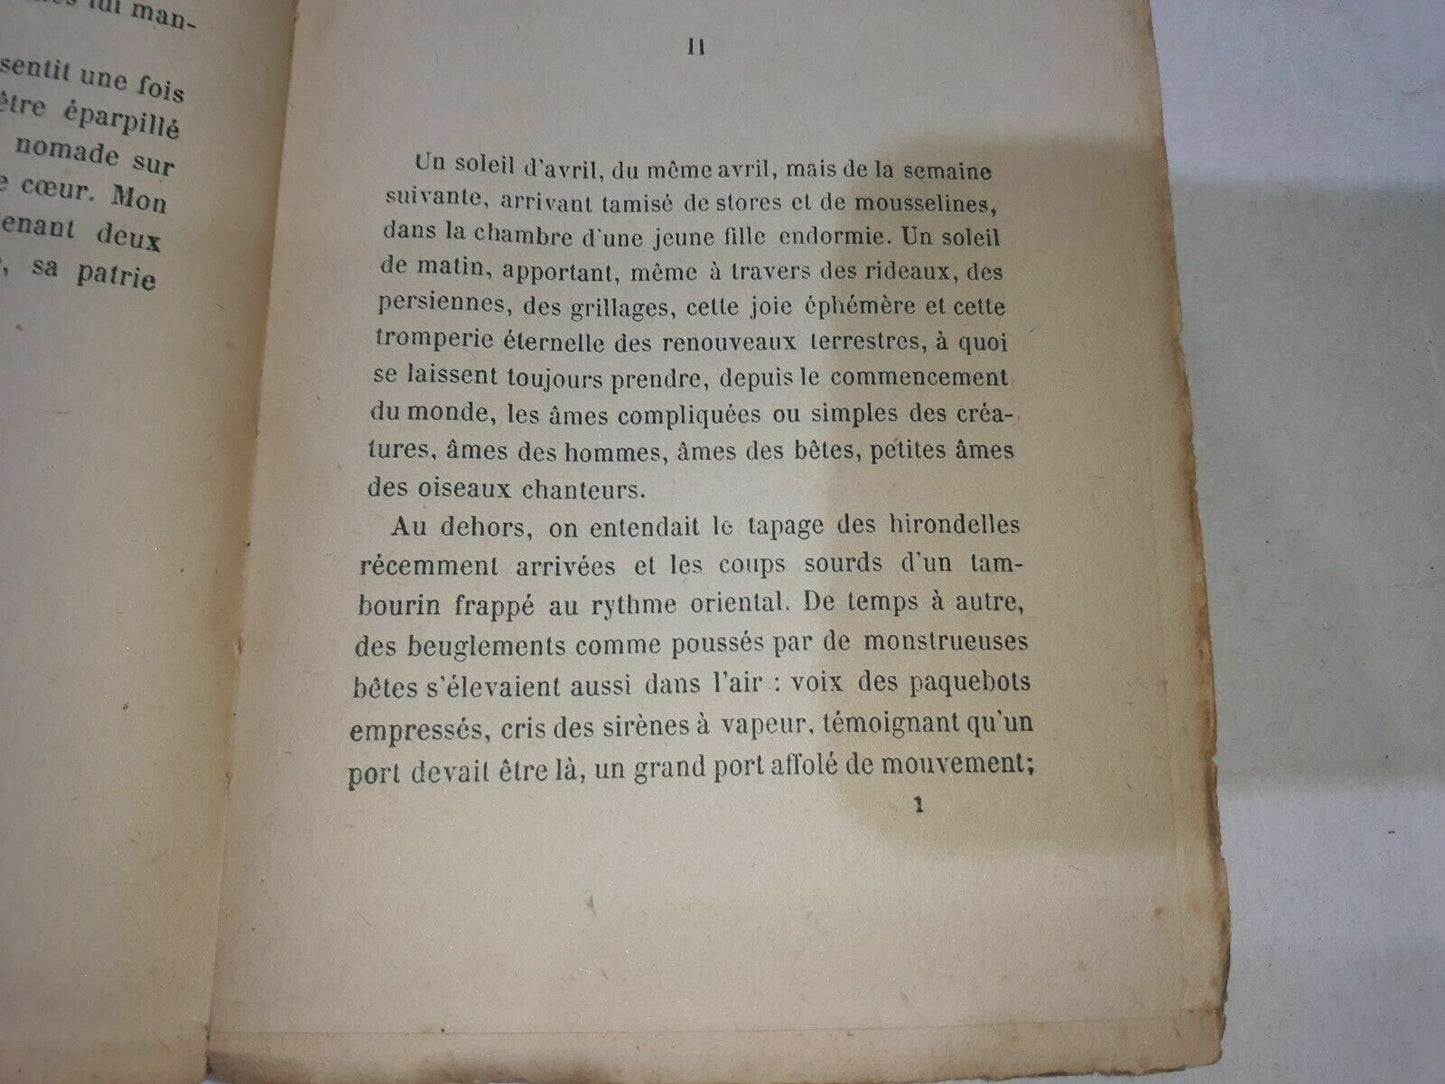 lui man-
sentit une fois
être éparpillé
nomade sur
cœur. Mon
deux
sa patrie
II
Un soleil d'avril, du même avril, mais de la semaine
suivante, arrivant tamisé de stores et de mousselines,
dans la chambre d'une jeune fille endormie. Un soleil
de matin, apportant, même à travers des rideaux, des
persiennes, des grillages, cette joie éphémère et cette
tromperie éternelle des renouveaux terrestres, à quoi
se laissent toujours prendre, depuis le commencement
du monde, les âmes compliquées ou simples des créa-
tures, âmes des hommes, âmes des bêtes, petites âmes
des oiseaux chanteurs.
Au dehors, on entendait le tapage des hirondelles
récemment arrivées et les coups sourds d'un tam-
bourin frappé au rythme oriental. De temps à autre,
des beuglements comme poussés par de monstrueuses
bêtes s'élevaient aussi dans l'air : voix des paquebots
empressés, cris des sirènes à vapeur, témoignant qu'un
port devait être là, un grand port affolé de mouvement;
1